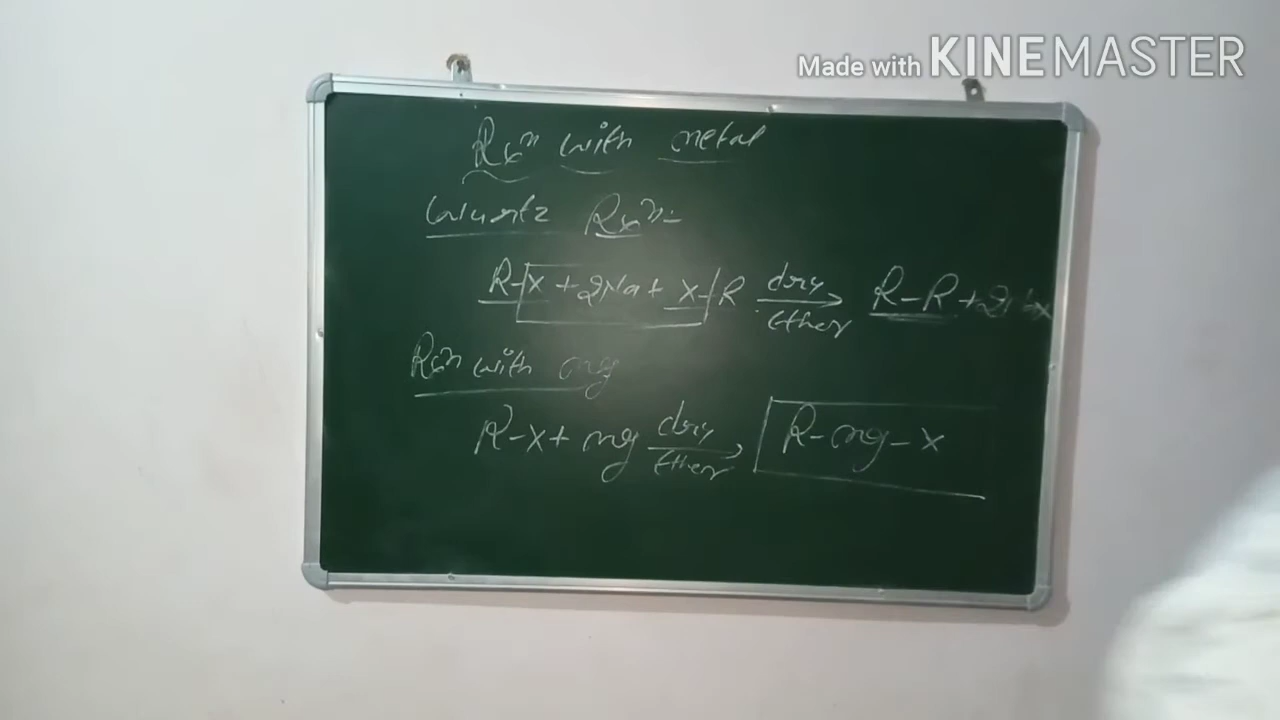 Made with KINEMASTER
Rxn with metal
Wurtz Rxn:-
R-X + 2Na + X-R dry ether R-R + 2NaX
Rxn with mg
R-X + mg dry ether R-mg-X